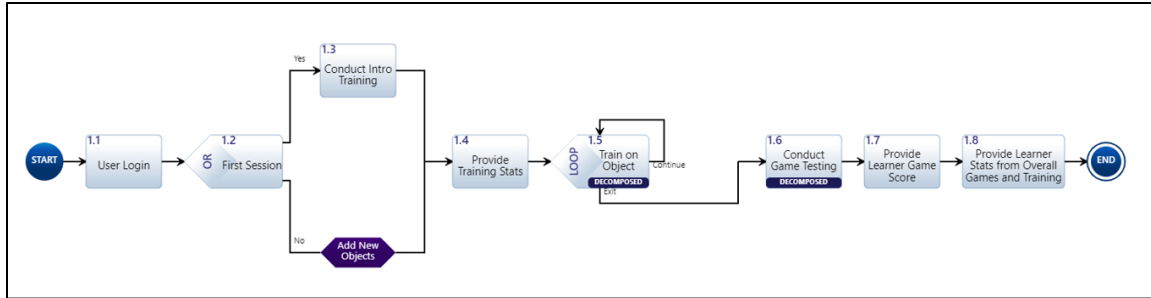 START
1.1
User Login
OR
1.2
First Session
Yes
1.3
Conduct Intro
Training
No
Add New
Objects
1.4
Provide
Training Stats
LOOP
1.5
Train on
Object
DECOMPOSED
Continue
Exit
1.6
Conduct
Game Testing
DECOMPOSED
1.7
Provide
Learner Game
Score
1.8
Provide Learner
Stats from Overall
Games and Training
END